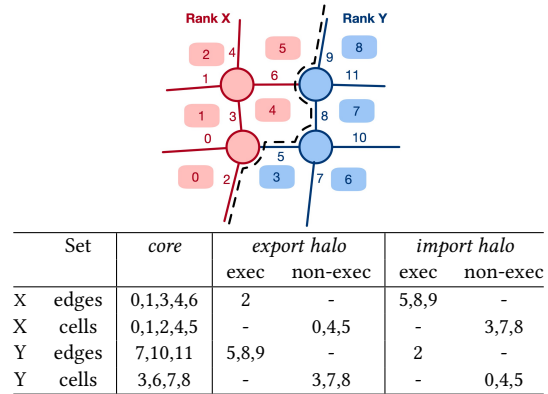 Rank X Rank Y
2 4 5 9 8
1 6 11
1 3 4 8 7
0 5 10
0 2 3 7 6
Set core export halo import halo
exec non-exec exec non-exec
X edges 0,1,3,4,6 2 - 5,8,9 -
X cells 0,1,2,4,5 - 0,4,5 - 3,7,8
Y edges 7,10,11 5,8,9 - 2 -
Y cells 3,6,7,8 - 3,7,8 - 0,4,5